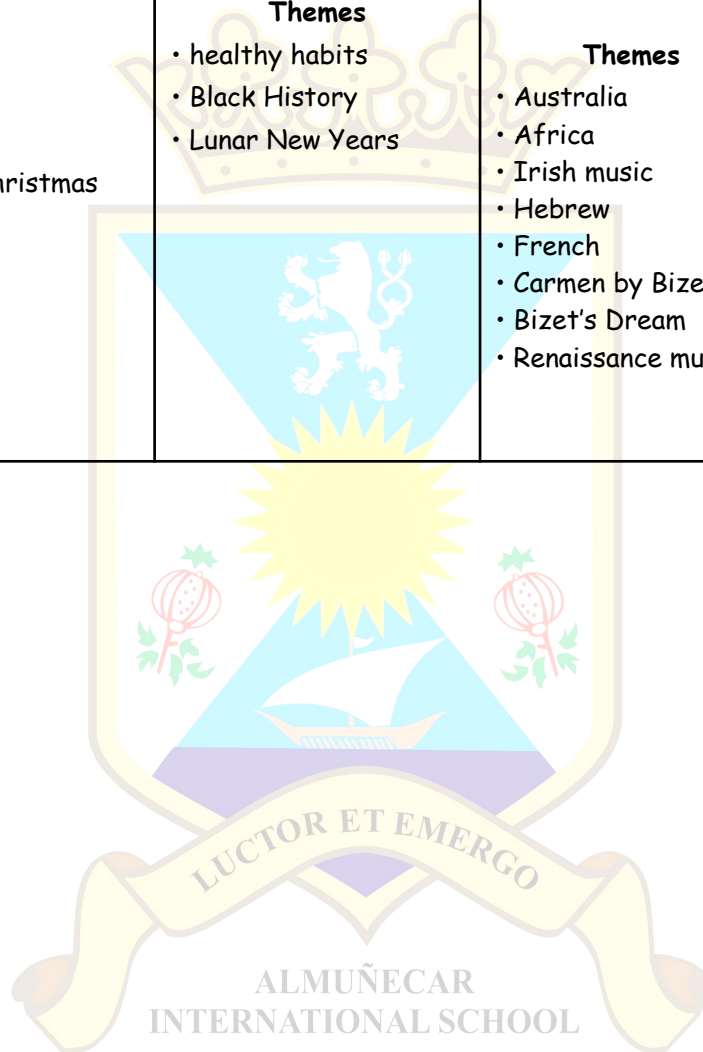 hristmas
Themes
• healthy habits
• Black History
• Lunar New Years
Themes
• Australia
• Africa
• Irish music
• Hebrew
• French
• Carmen by Bize
• Bizet's Dream
• Renaissance mu
LUCTOR ET EMERGO
ALMUÑECAR
INTERNATIONAL SCHOOL